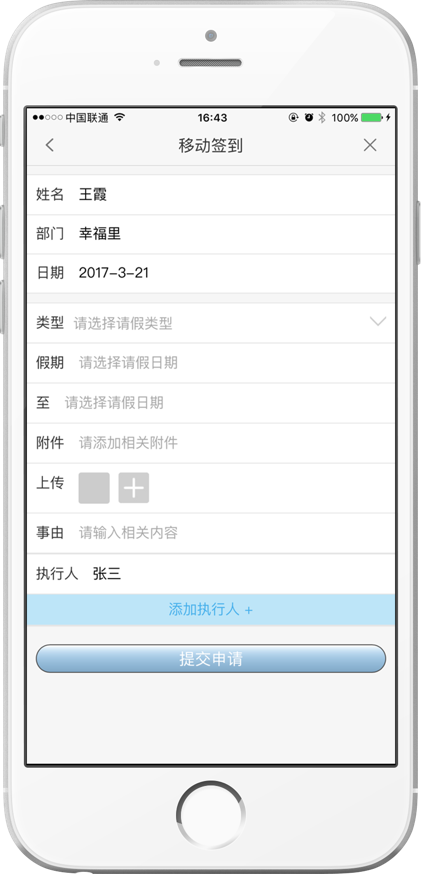 中国联通 16:43 100%
移动签到
姓名 王霞
部门 幸福里
日期 2017-3-21
类型 请选择请假类型
假期 请选择请假日期
至 请选择请假日期
附件 请添加相关附件
上传
事由 请输入相关内容
执行人 张三
添加执行人 +
提交申请